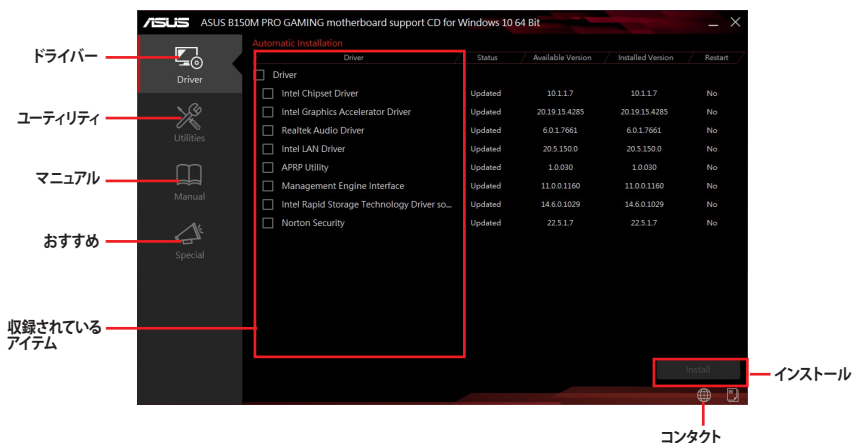 ASUS ASUS B150M PRO GAMING motherboard support CD for Windows 10 64 Bit
Automatic Installation
Driver Status Available Version Installed Version Restart
Driver
Intel Chipset Driver Updated 10.1.1.7 10.1.1.7 No
Intel Graphics Accelerator Driver Updated 20.19.15.4285 20.19.15.4285 No
Realtek Audio Driver Updated 6.0.1.7661 6.0.1.7661 No
Intel LAN Driver Updated 20.5.150.0 20.5.150.0 No
APRP Utility Updated 1.0.030 1.0.030 No
Management Engine Interface Updated 11.0.0.1160 11.0.0.1160 No
Intel Rapid Storage Technology Driver so... Updated 14.6.0.1029 14.6.0.1029 No
Norton Security Updated 22.5.1.7 22.5.1.7 No
ドライバー
Driver
ユーティリティ
Utilities
マニュアル
Manual
おすすめ
Special
収録されている
アイテム
Install
インストール
コンタクト